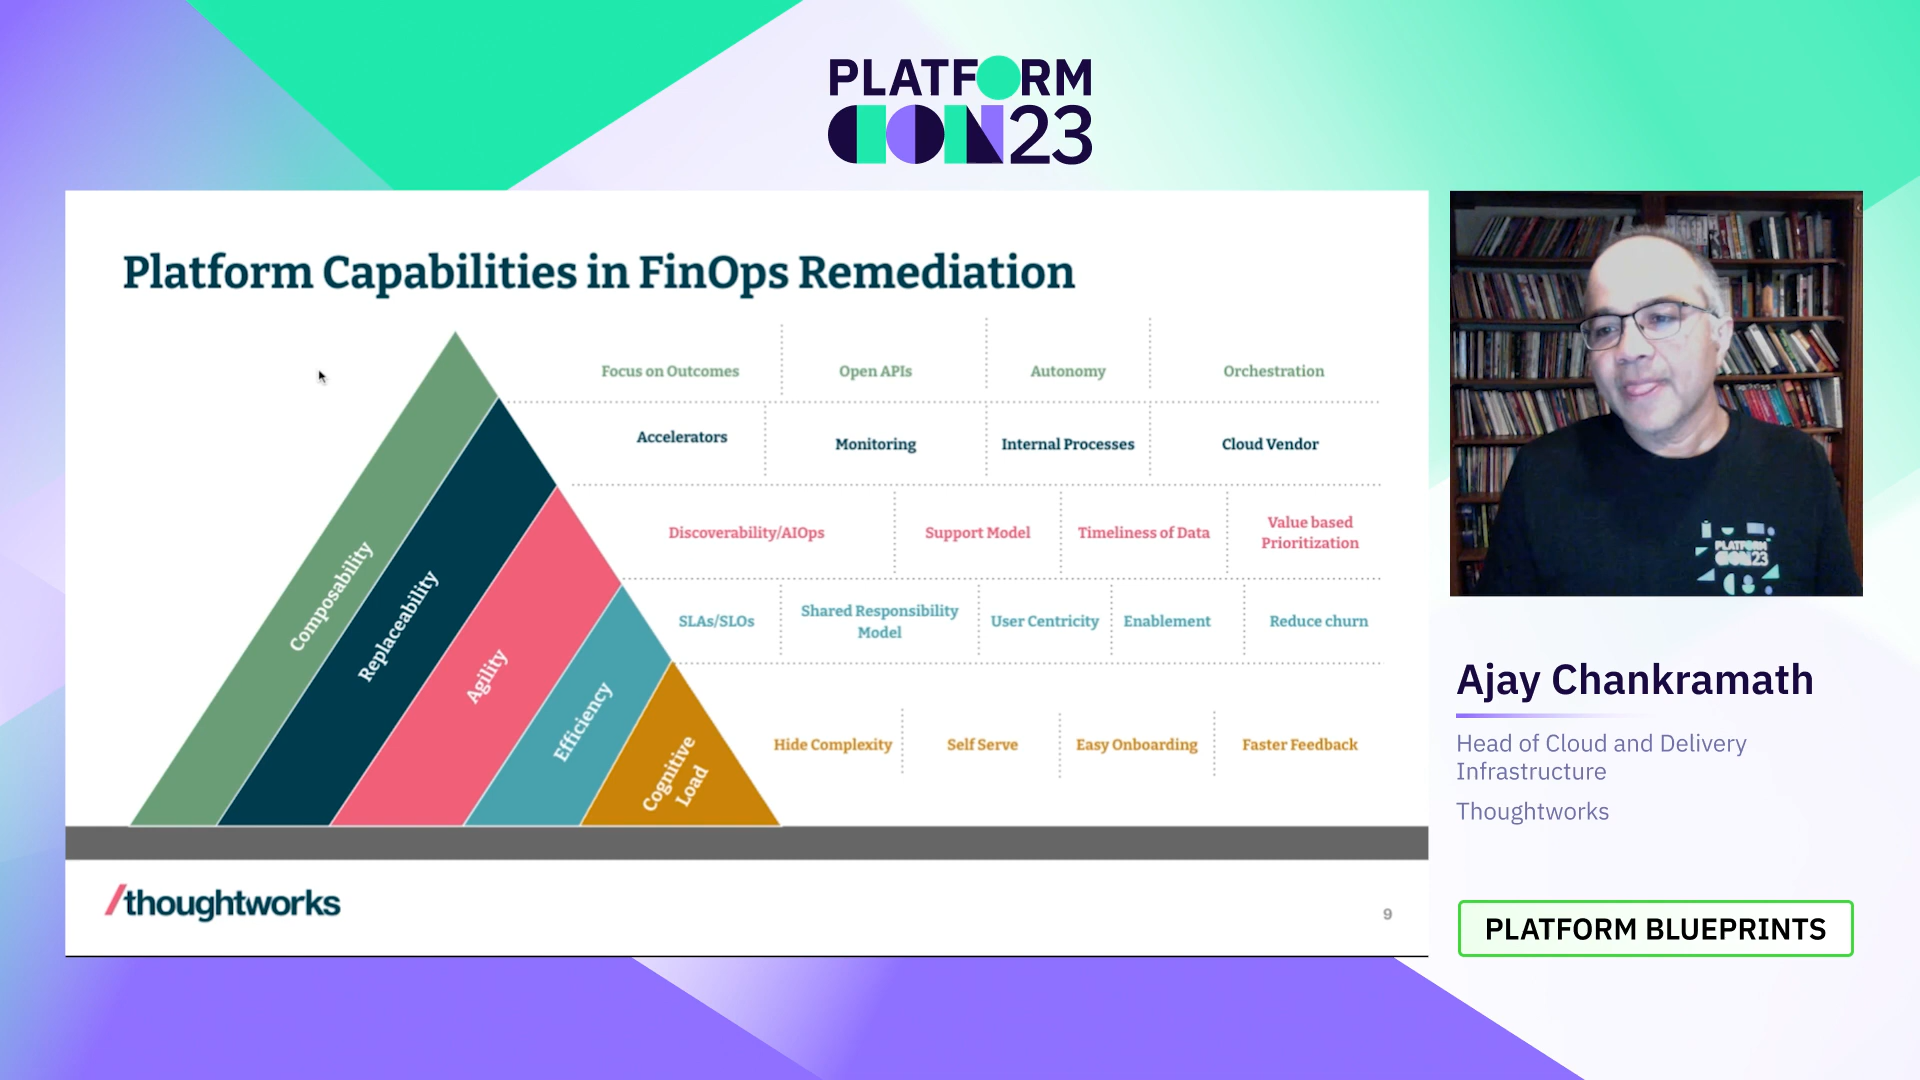 PLATFORM
CON23
Platform Capabilities in FinOps Remediation
Focus on Outcomes
Open APIs
Autonomy
Orchestration
Accelerators
Monitoring
Internal Processes
Cloud Vendor
Discoverability/AIOps
Support Model
Timeliness of Data
Value based
Prioritization
SLAs/SLOs
Shared Responsibility
Model
User Centricity
Enablement
Reduce churn
Hide Complexity
Self Serve
Easy Onboarding
Faster Feedback
Composability
Replaceability
Agility
Efficiency
Cognitive
Load
/thoughtworks
9
PLATFORM
CON23
Ajay Chankramath
Head of Cloud and Delivery
Infrastructure
Thoughtworks
PLATFORM BLUEPRINTS